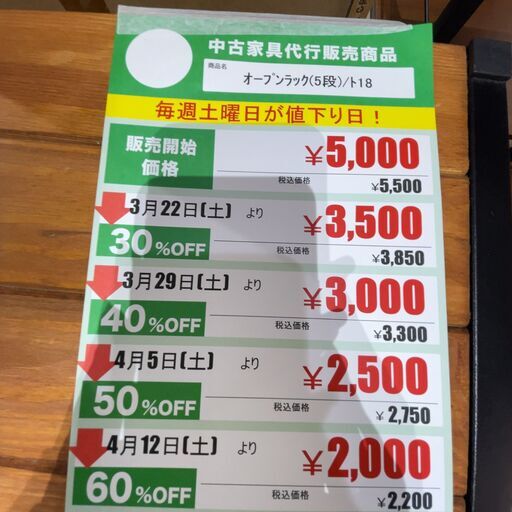 中古家具代行販売商品
商品名
オープンラック(5段)/ト18
毎週土曜日が値下り日！
販売開始
価格
¥5,000
税込価格 ¥5,500
3月22日(土) より
30%OFF
¥3,500
税込価格 ¥3,850
3月29日(土) より
40%OFF
¥3,000
税込価格 ¥3,300
4月5日(土) より
50%OFF
¥2,500
税込価格 ¥2,750
4月12日(土) より
60%OFF
¥2,000
税込価格 ¥2,200